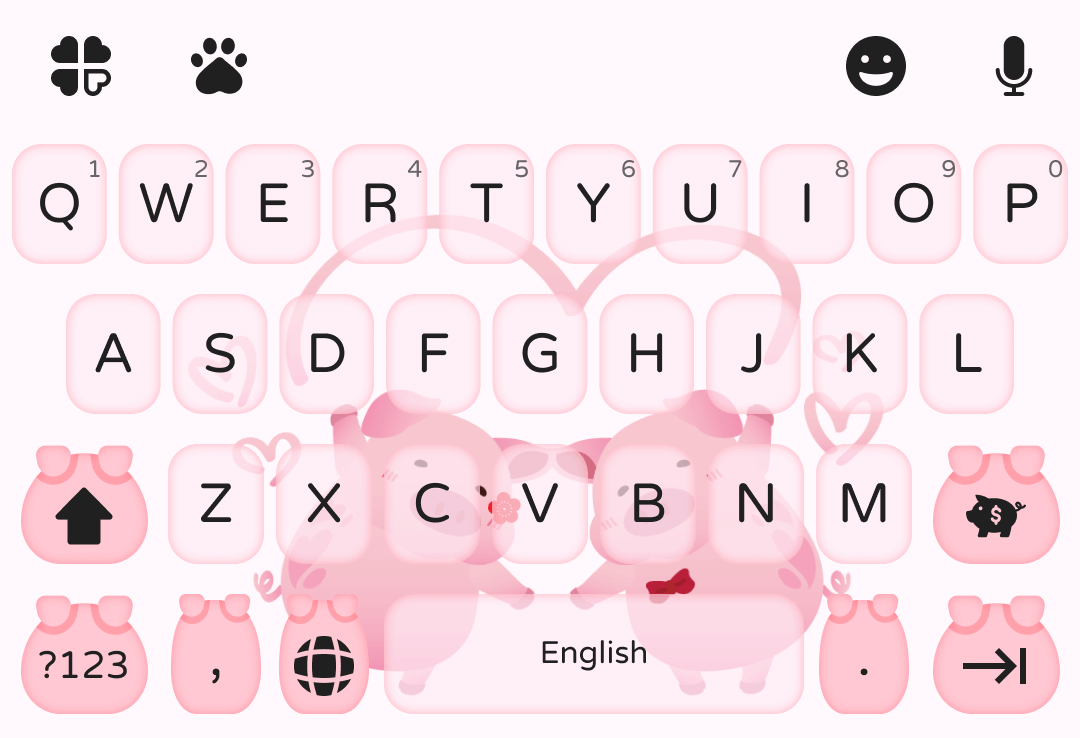 1 2 3 4 5 6 7 8 9 0
Q W E R T Y U I O P
A S D F G H J K L
Z X C V B N M $
?123 , English .